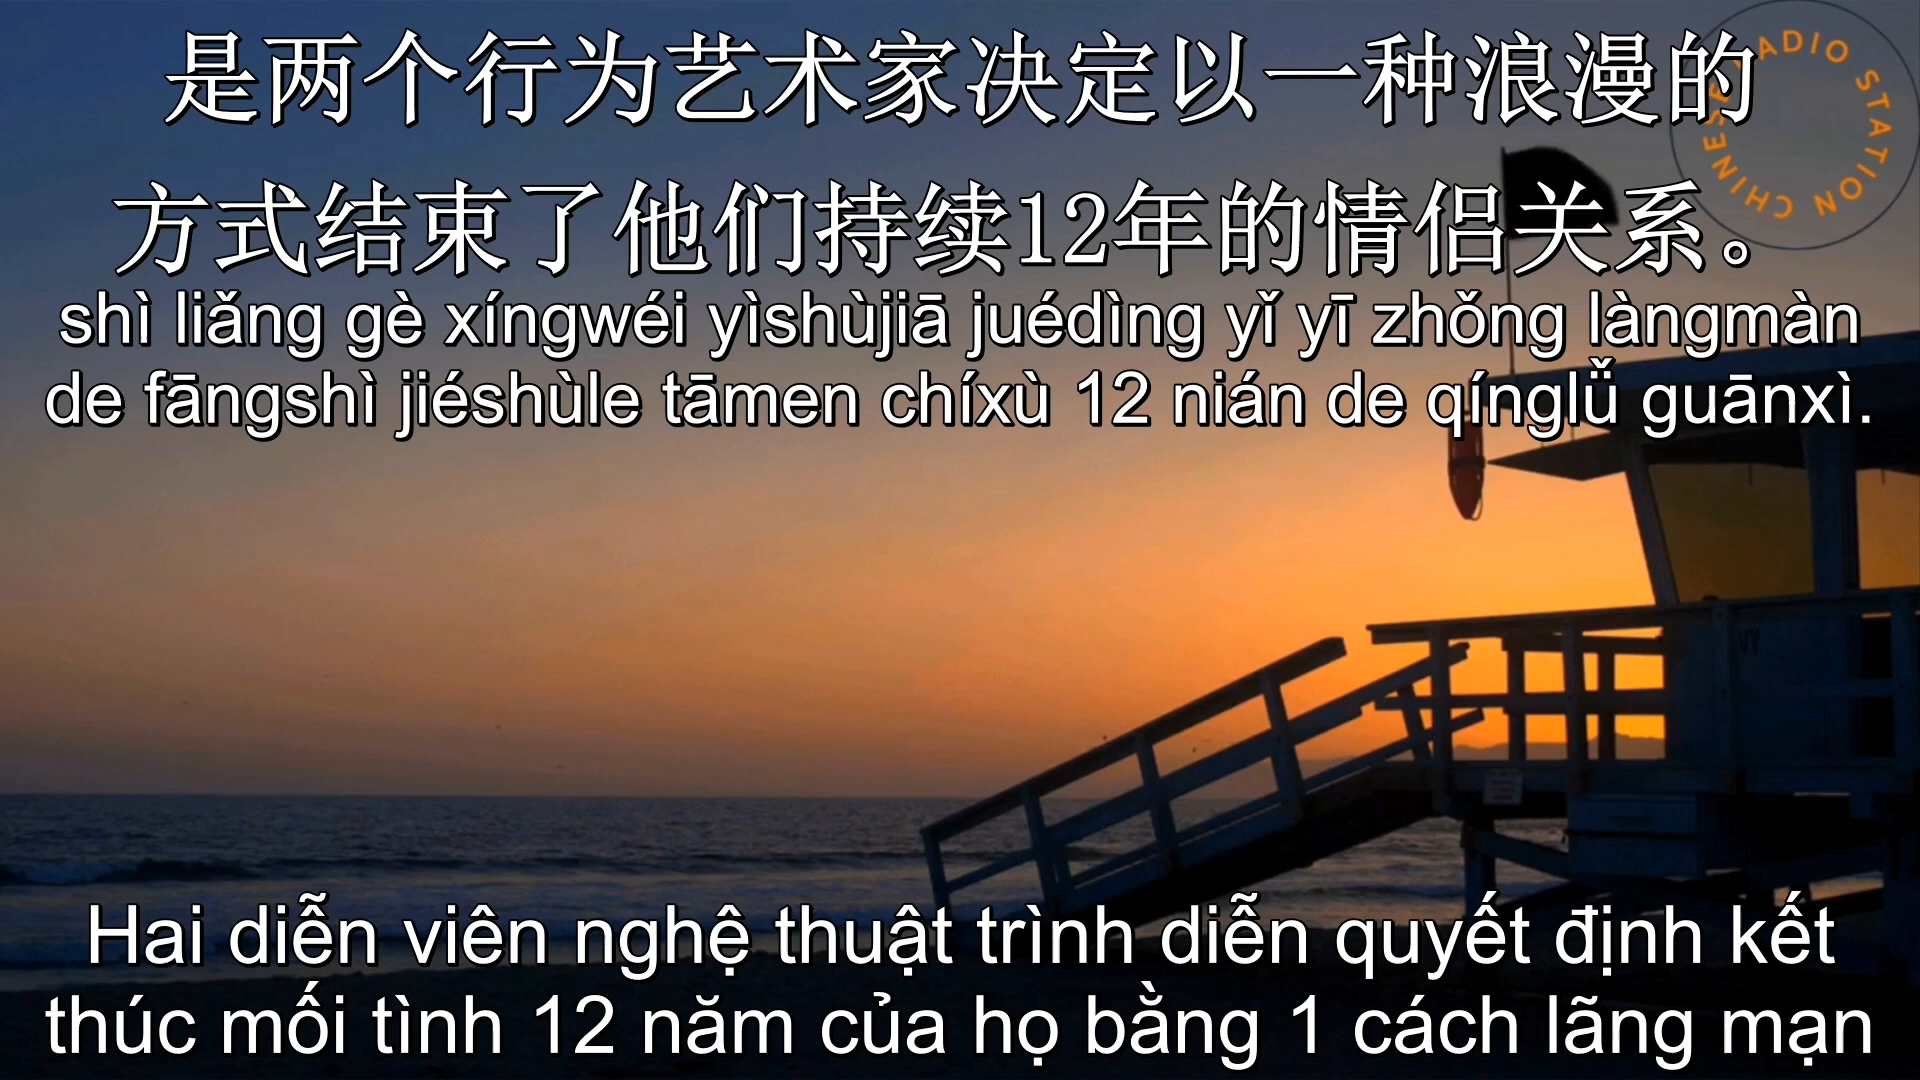 是两个行为艺术家决定以一种浪漫的
方式结束了他们持续12年的情侣关系。
shì liǎng gè xíngwéi yìshùjiā juédìng yǐ yī zhǒng làngmàn
de fāngshì jiéshùle tāmen chíxù 12 nián de qínglǚ guānxì.
Hai diễn viên nghệ thuật trình diễn quyết định kết
thúc mối tình 12 năm của họ bằng 1 cách lãng mạn
STATION CHINESA